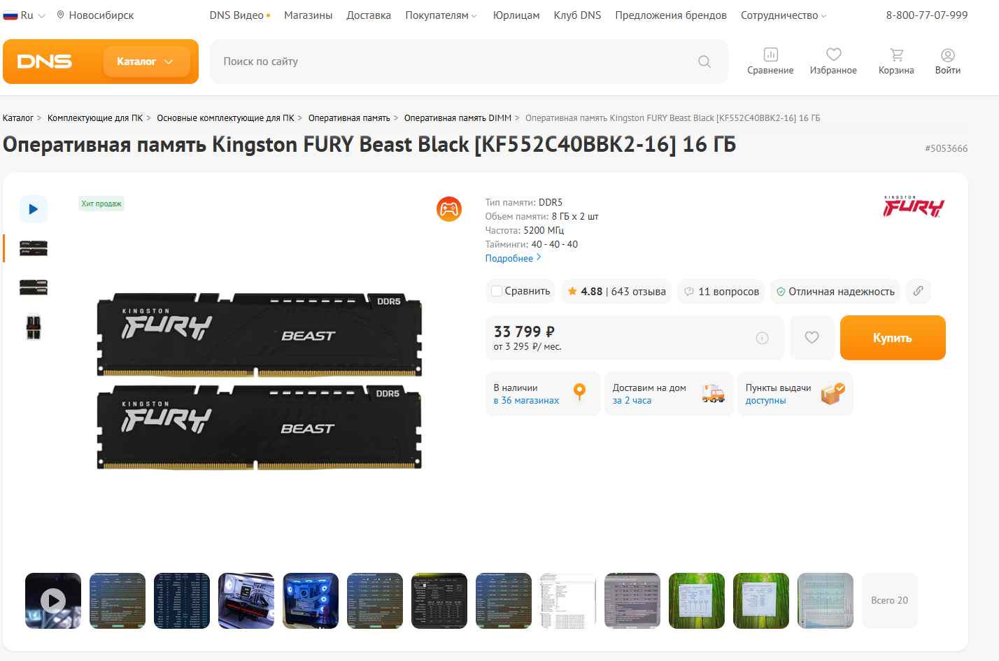 Ru
Новосибирск
DNS Видео
Магазины
Доставка
Покупателям
Юрлицам
Клуб DNS
Предложения брендов
Сотрудничество
8-800-77-07-999
DNS
Каталог
Поиск по сайту
Сравнение
Избранное
Корзина
Войти
Каталог > Комплектующие для ПК > Основные комплектующие для ПК > Оперативная память > Оперативная память DIMM > Оперативная память Kingston FURY Beast Black [KF552C40BBK2-16] 16 ГБ
Оперативная память Kingston FURY Beast Black [KF552C40BBK2-16] 16 ГБ
#5053666
Хит продаж
KINGSTON
FURY
BEAST
DDR5
KINGSTON
FURY
BEAST
DDR5
Тип памяти: DDR5
Объем памяти: 8 ГБ x 2 шт
Частота: 5200 МГц
Тайминги: 40 - 40 - 40
Подробнее
KINGSTON
FURY
Сравнить
4.88 | 643 отзыва
11 вопросов
Отличная надежность
33 799 ₽
от 3 295 ₽/ мес.
Купить
В наличии
в 36 магазинах
Доставим на дом
за 2 часа
Пункты выдачи
доступны
Всего 20